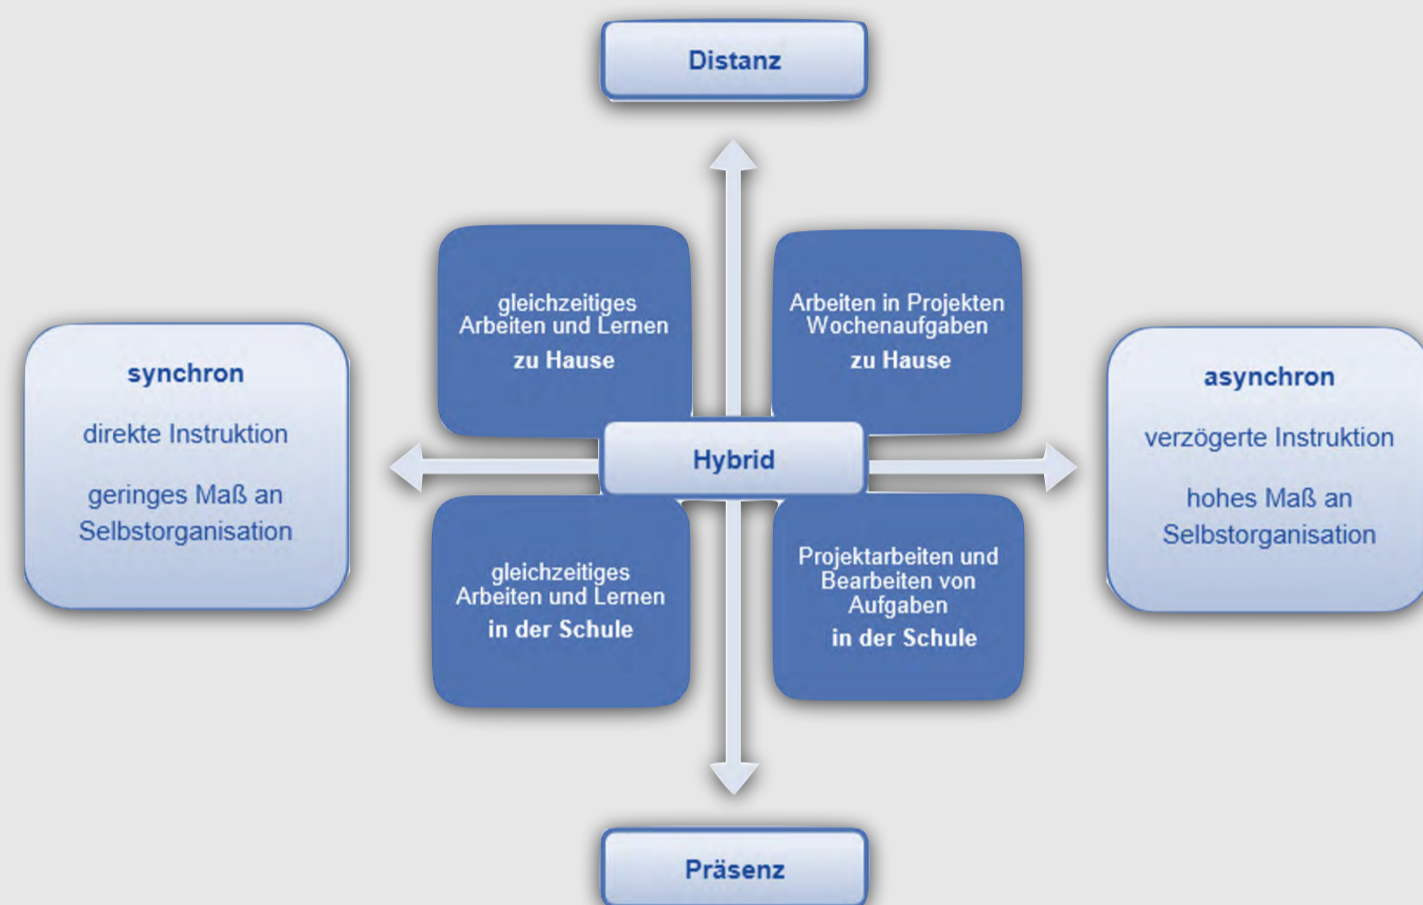 Distanz
gleichzeitiges
Arbeiten und Lernen
zu Hause
Arbeiten in Projekten
Wochenaufgaben
zu Hause
synchron
direkte Instruktion
geringes Maß an
Selbstorganisation
Hybrid
asynchron
verzögerte Instruktion
hohes Maß an
Selbstorganisation
gleichzeitiges
Arbeiten und Lernen
in der Schule
Projektarbeiten und
Bearbeiten von
Aufgaben
in der Schule
Präsenz